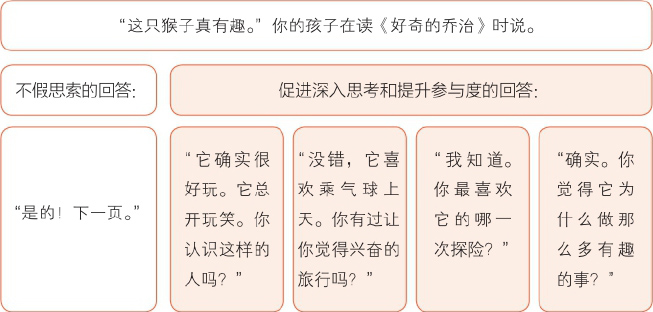 “这只猴子真有趣。”你的孩子在读《好奇的乔治》时说。
不假思索的回答：
促进深入思考和提升参与度的回答：
“是的！下一页。”
“它确实很
好玩。它总
开玩笑。你
认识这样的
人吗？”
“没错，它喜
欢乘气球上
天。你有过让
你觉得兴奋的
旅行吗？”
“我知道。
你最喜欢
它的哪一
次探险？”
“确实。你
觉得它为
什么做那
么多有趣
的事？”